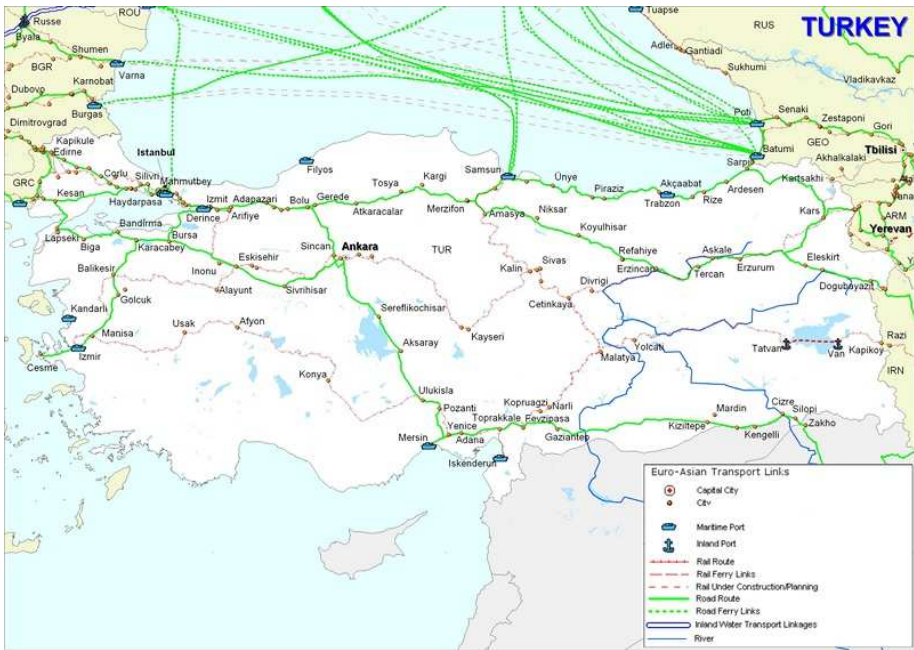 TURKEY
Russe
ROU
Tuapse
RUS
Byala
Shumen
Adler
Gantiadi
BGR
Varna
Sukhumi
Vladikavkaz
Karnobat
Dubovo
Burgas
Poti
Senaki
Zestaponi
Dimitrovgrad
Gori
Kapikule
Istanbul
Batumi
GEO
Tbilisi
Edirne
Filyos
Samsun
Sarpi
Akhalkalaki
Corlu
Silivri
Mahmutbey
Kargi
Ünye
Akçaabat
Ardesen
Kartsakhi
GRC
Kesan
Haydarpasa
Izmit
Adapazari
Tosya
Piraziz
Derince
Bolu
Gerede
Merzifon
Trabzon
Rize
Arifiye
Atkaracalar
Amasya
Niksar
Kars
ARM
Lapseki
Bandirma
Bursa
Koyulhisar
Yerevan
Biga
Karacabey
Sincan
Ankara
TUR
Refahiye
Askale
Eleskirt
Balikesir
Inonu
Eskisehir
Kalin
Sivas
Erzincan
Tercan
Erzurum
Dogubayazit
Golcuk
Alayunt
Sivrihisar
Divrigi
Cetinkaya
Kandarli
Sereflikochisar
Manisa
Usak
Afyon
Kayseri
Yolcati
Razi
Izmir
Aksaray
Malatya
Tatvan
Van
Kapikoy
Cesme
Konya
IRN
Ulukisla
Kopruagzi
Narli
Cizre
Pozanti
Toprakkale
Fevzipasa
Mardin
Silopi
Yenice
Mersin
Adana
Gaziantep
Kiziltepe
Kengelli
Zakho
Iskenderun
Euro-Asian Transport Links
Capital City
City
Maritime Port
Inland Port
Rail Route
Rail Ferry Links
Rail Under Construction/Planning
Road Route
Road Ferry Links
Inland Water Transport Linkages
River